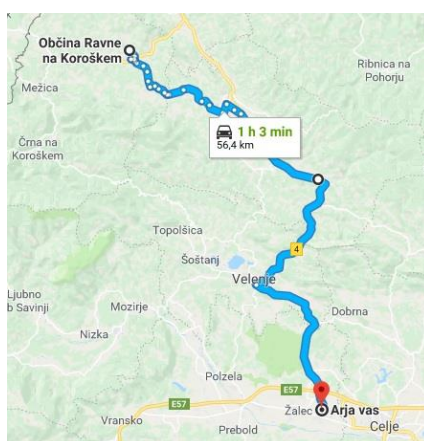 Občina Ravne
na Koroškem
Ribnica na
Pohorju
Mežica
1 h 3 min
56,4 km
Črna na
Koroškem
Topolšica
4
Šoštanj
Velenje
Ljubno
b Savinji
Mozirje
Dobrna
Nizka
Polzela
E57
E57
Žalec
Arja vas
Vransko
Prebold
Celje